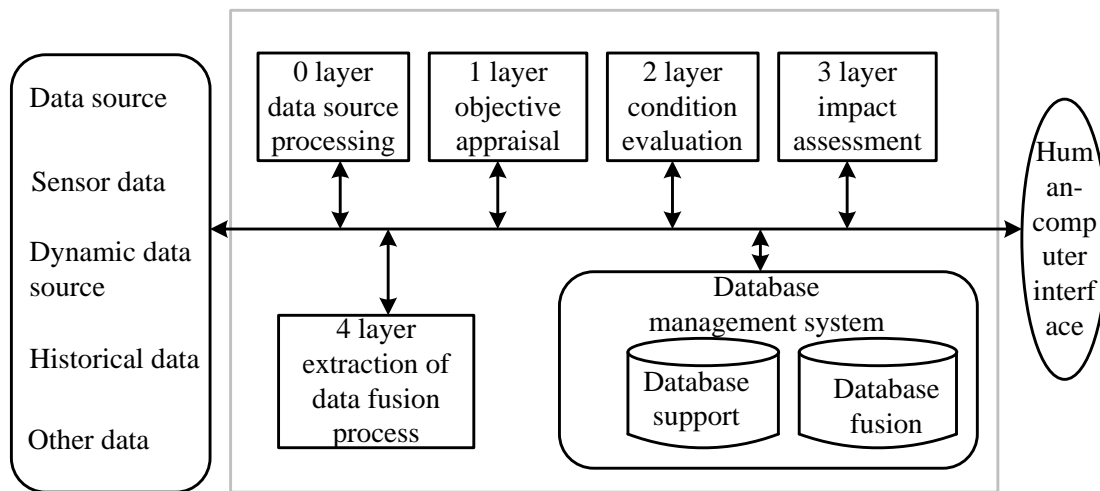 Data source
Sensor data
Dynamic data
source
Historical data
Other data
0 layer
data source
processing
1 layer
objective
appraisal
2 layer
condition
evaluation
3 layer
impact
assessment
4 layer
extraction of
data fusion
process
Database
management system
Database
support
Database
fusion
Hum
an-
comp
uter
interf
ace